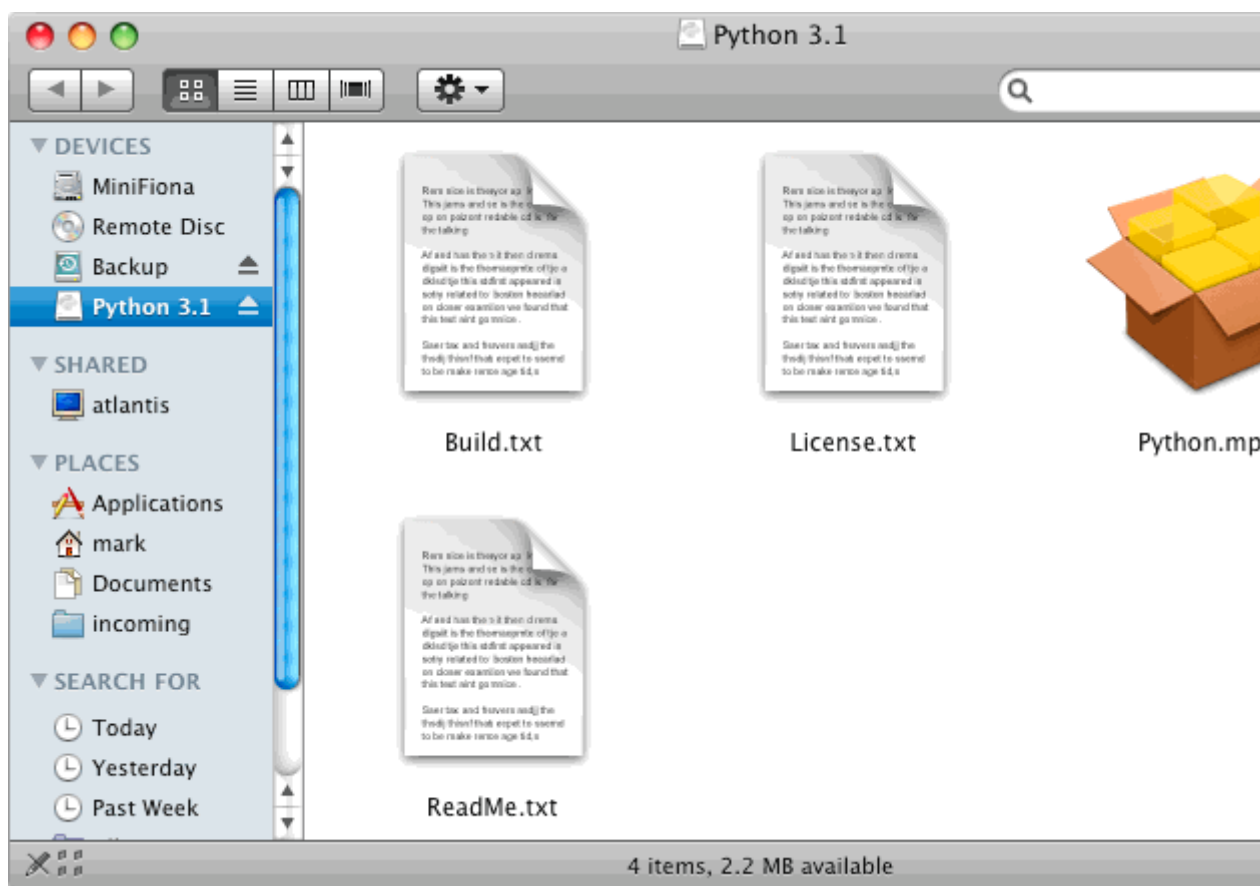 Python 3.1
DEVICES
MiniFiona
Remote Disc
Backup
Python 3.1
SHARED
atlantis
PLACES
Applications
mark
Documents
incoming
SEARCH FOR
Today
Yesterday
Past Week
Build.txt
License.txt
Python.mp
ReadMe.txt
4 items, 2.2 MB available